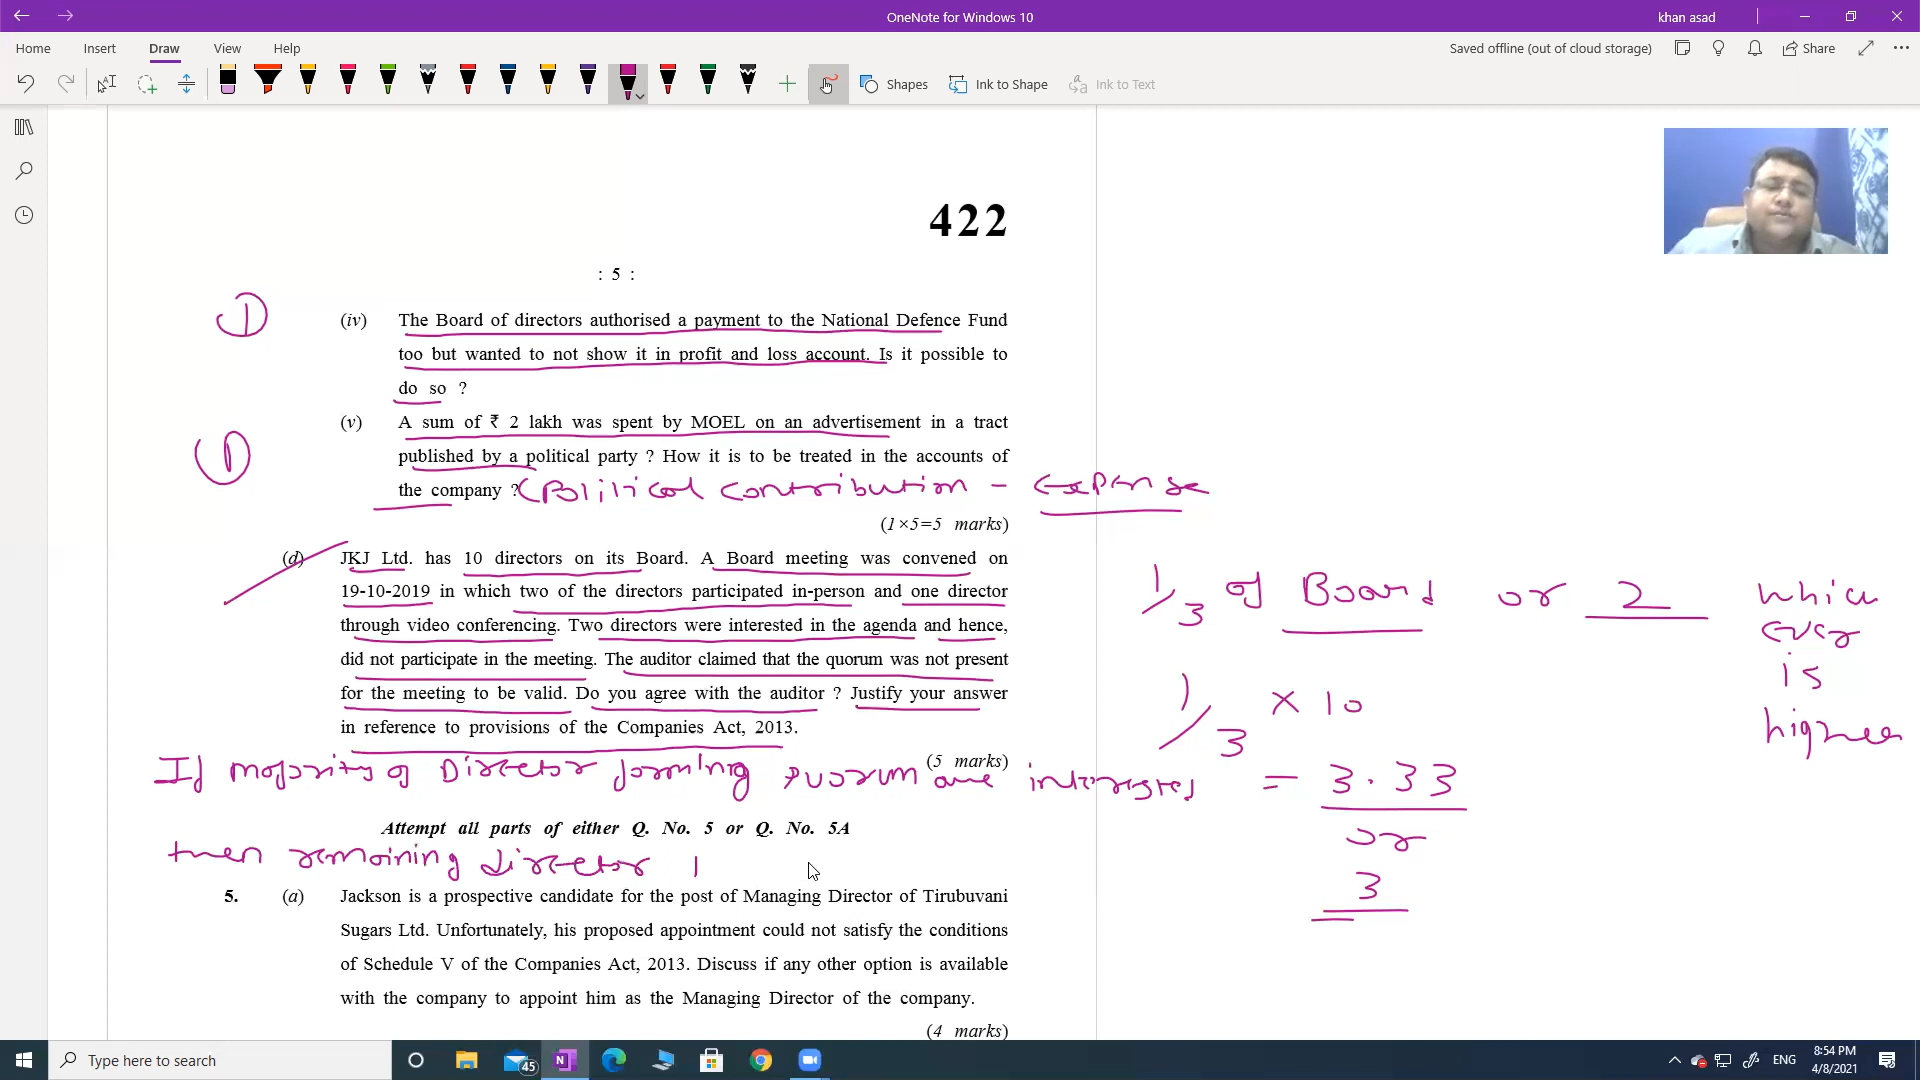 OneNote for Windows 10
khan asad
Home Insert Draw View Help
Saved offline (out of cloud storage)
Share
Shapes
Ink to Shape
Ink to Text
422
: 5 :
(iv) The Board of directors authorised a payment to the National Defence Fund
too but wanted to not show it in profit and loss account. Is it possible to
do so ?
(v) A sum of ₹ 2 lakh was spent by MOEL on an advertisement in a tract
published by a political party ? How it is to be treated in the accounts of
the company ? (Political contribution - expense
(1×5=5 marks)
(d) JKJ Ltd. has 10 directors on its Board. A Board meeting was convened on
19-10-2019 in which two of the directors participated in-person and one director
through video conferencing. Two directors were interested in the agenda and hence,
did not participate in the meeting. The auditor claimed that the quorum was not present
for the meeting to be valid. Do you agree with the auditor ? Justify your answer
in reference to provisions of the Companies Act, 2013.
(5 marks)
If majority of Director forming quorum are interested
Attempt all parts of either Q. No. 5 or Q. No. 5A
then remaining director
5. (a) Jackson is a prospective candidate for the post of Managing Director of Tirubuvani
Sugars Ltd. Unfortunately, his proposed appointment could not satisfy the conditions
of Schedule V of the Companies Act, 2013. Discuss if any other option is available
with the company to appoint him as the Managing Director of the company.
(4 marks)
1/3 of Board or 2 which
ever
is
higher
1/3 × 10
= 3.33
or
3
Type here to search
45
ENG
8:54 PM
4/8/2021